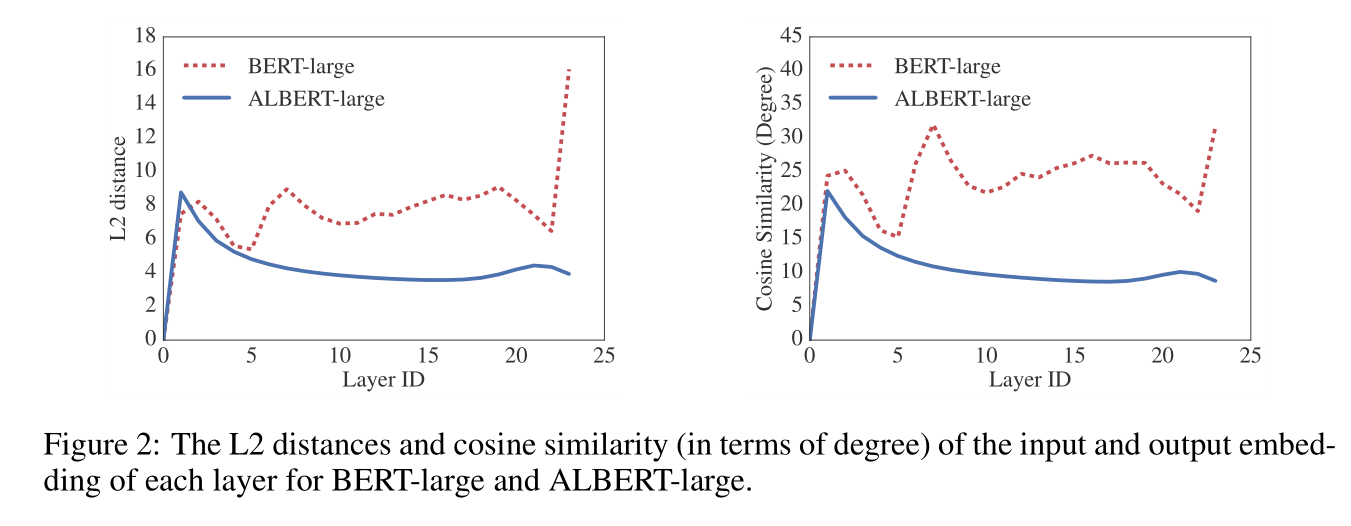 18
16
14
12
10
8
6
4
2
0
L2 distance
BERT-large
ALBERT-large
0 5 10 15 20 25
Layer ID
45
40
35
30
25
20
15
10
5
0
Cosine Similarity (Degree)
BERT-large
ALBERT-large
0 5 10 15 20 25
Layer ID
Figure 2: The L2 distances and cosine similarity (in terms of degree) of the input and output embed-
ding of each layer for BERT-large and ALBERT-large.